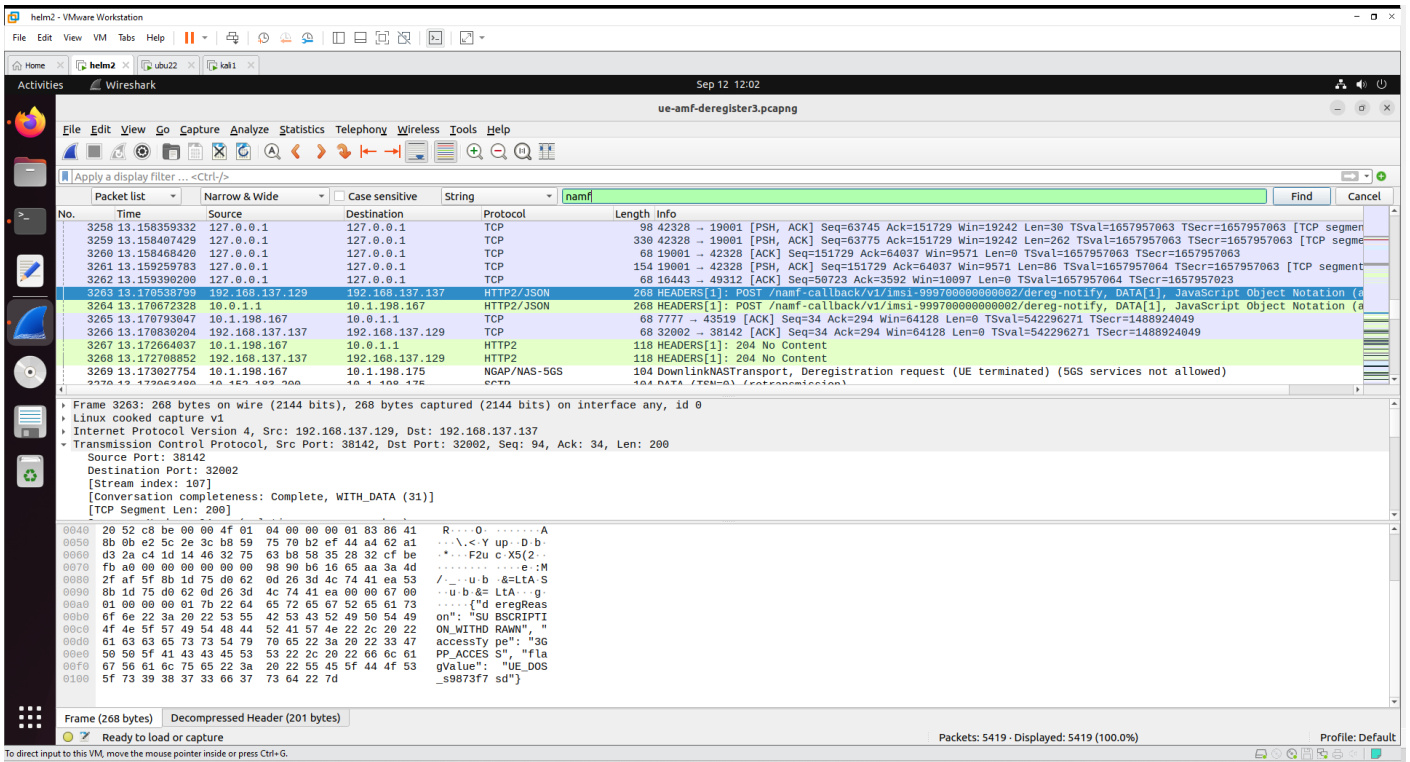 helm2 - VMware Workstation
File Edit View VM Tabs Help
Home helm2 ubu22 kali1
Activities Wireshark Sep 12 12:02
ue-amf-deregister3.pcapng
File Edit View Go Capture Analyze Statistics Telephony Wireless Tools Help
Apply a display filter ... <Ctrl-/>
Packet list Narrow & Wide Case sensitive String namf Find Cancel
No. Time Source Destination Protocol Length Info
3258 13.158359332 127.0.0.1 127.0.0.1 TCP 98 42328 → 19001 [PSH, ACK] Seq=63745 Ack=151729 Win=19242 Len=30 TSval=1657957063 TSecr=1657957063 [TCP segmen
3259 13.158407429 127.0.0.1 127.0.0.1 TCP 330 42328 → 19001 [PSH, ACK] Seq=63775 Ack=151729 Win=19242 Len=262 TSval=1657957063 TSecr=1657957063 [TCP segme
3260 13.158468420 127.0.0.1 127.0.0.1 TCP 68 19001 → 42328 [ACK] Seq=151729 Ack=64037 Win=9571 Len=0 TSval=1657957063 TSecr=1657957063
3261 13.159259783 127.0.0.1 127.0.0.1 TCP 154 19001 → 42328 [PSH, ACK] Seq=151729 Ack=64037 Win=9571 Len=86 TSval=1657957064 TSecr=1657957063 [TCP segment
3262 13.159390200 127.0.0.1 127.0.0.1 TCP 68 16443 → 49312 [ACK] Seq=50723 Ack=3592 Win=10097 Len=0 TSval=1657957064 TSecr=1657957023
3263 13.170538799 192.168.137.129 192.168.137.137 HTTP2/JSON 268 HEADERS[1]: POST /namf-callback/v1/imsi-999700000000002/dereg-notify, DATA[1], JavaScript Object Notation (a
3264 13.170672328 10.0.1.1 10.1.198.167 HTTP2/JSON 268 HEADERS[1]: POST /namf-callback/v1/imsi-999700000000002/dereg-notify, DATA[1], JavaScript Object Notation (a
3265 13.170793047 10.1.198.167 10.0.1.1 TCP 68 7777 → 43519 [ACK] Seq=34 Ack=294 Win=64128 Len=0 TSval=542296271 TSecr=1488924049
3266 13.170830204 192.168.137.137 192.168.137.129 TCP 68 32002 → 38142 [ACK] Seq=34 Ack=294 Win=64128 Len=0 TSval=542296271 TSecr=1488924049
3267 13.172664037 10.1.198.167 10.0.1.1 HTTP2 118 HEADERS[1]: 204 No Content
3268 13.172708852 192.168.137.137 192.168.137.129 HTTP2 118 HEADERS[1]: 204 No Content
3269 13.173027754 10.1.198.167 10.1.198.175 NGAP/NAS-5GS 104 DownlinkNASTransport, Deregistration request (UE terminated) (5GS services not allowed)
3270 13.173063480 10.152.183.200 10.1.198.175 SCTP 104 DATA (TSN=0) (retransmission)
Frame 3263: 268 bytes on wire (2144 bits), 268 bytes captured (2144 bits) on interface any, id 0
Linux cooked capture v1
Internet Protocol Version 4, Src: 192.168.137.129, Dst: 192.168.137.137
Transmission Control Protocol, Src Port: 38142, Dst Port: 32002, Seq: 94, Ack: 34, Len: 200
Source Port: 38142
Destination Port: 32002
[Stream index: 107]
[Conversation completeness: Complete, WITH_DATA (31)]
[TCP Segment Len: 200]
0040 20 52 c8 be 00 00 4f 01 04 00 00 00 01 83 86 41 R····O· ·······A
0050 8b 0b e2 5c 2e 3c b8 59 75 70 b2 ef 44 a4 62 a1 ···\.<·Y up··D·b·
0060 d3 2a c4 1d 14 46 32 75 63 b8 58 35 28 32 cf be ·*···F2u c·X5(2··
0070 fb a0 00 00 00 00 00 00 98 90 b6 16 65 aa 3a 4d ········ ····e·:M
0080 2f af 5f 8b 1d 75 d0 62 0d 26 3d 4c 74 41 ea 53 /·_··u·b ·&=LtA·S
0090 8b 1d 75 d0 62 0d 26 3d 4c 74 41 ea 00 00 67 00 ··u·b·&= LtA···g·
00a0 01 00 00 00 01 7b 22 64 65 72 65 67 52 65 61 73 ·····{"d eregReas
00b0 6f 6e 22 3a 20 22 53 55 42 53 43 52 49 50 54 49 on": "SU BSCRIPTI
00c0 4f 4e 5f 57 49 54 48 44 52 41 57 4e 22 2c 20 22 ON_WITHD RAWN", "
00d0 61 63 63 65 73 73 54 79 70 65 22 3a 20 22 33 47 accessTy pe": "3G
00e0 50 50 5f 41 43 43 45 53 53 22 2c 20 22 66 6c 61 PP_ACCES S", "fla
00f0 67 56 61 6c 75 65 22 3a 20 22 55 45 5f 44 4f 53 gValue": "UE_DOS
0100 5f 73 39 38 37 33 66 37 73 64 22 7d _s9873f7 sd"}
Frame (268 bytes) Decompressed Header (201 bytes)
Ready to load or capture Packets: 5419 · Displayed: 5419 (100.0%) Profile: Default
To direct input to this VM, move the mouse pointer inside or press Ctrl+G.